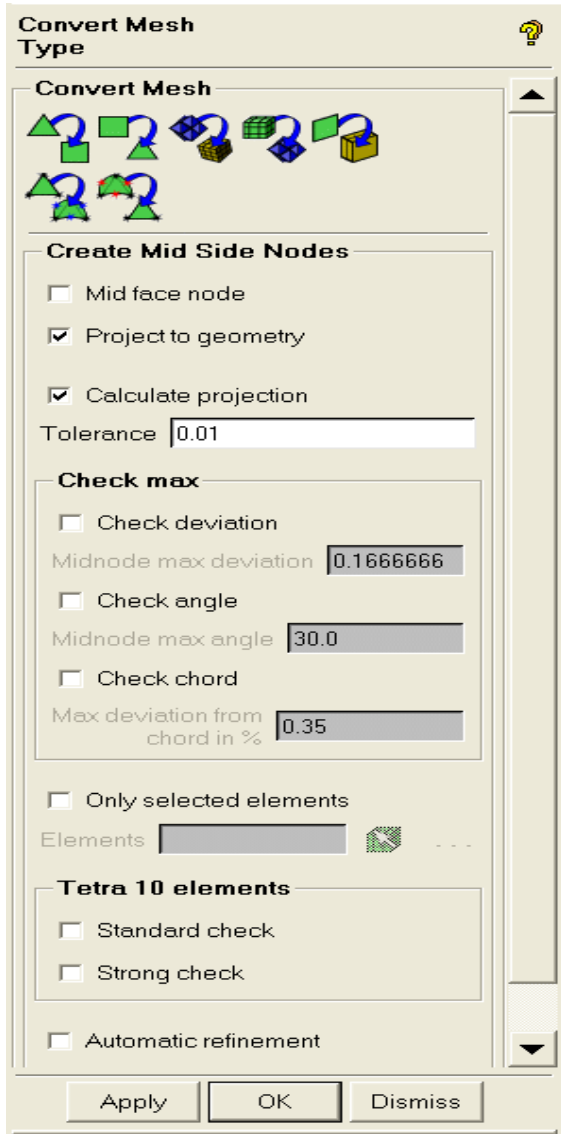 Convert Mesh
Type
Convert Mesh
Create Mid Side Nodes
Mid face node
Project to geometry
Calculate projection
Tolerance 0.01
Check max
Check deviation
Midnode max deviation 0.1666666
Check angle
Midnode max angle 30.0
Check chord
Max deviation from
chord in % 0.35
Only selected elements
Elements ...
Tetra 10 elements
Standard check
Strong check
Automatic refinement
Apply OK Dismiss